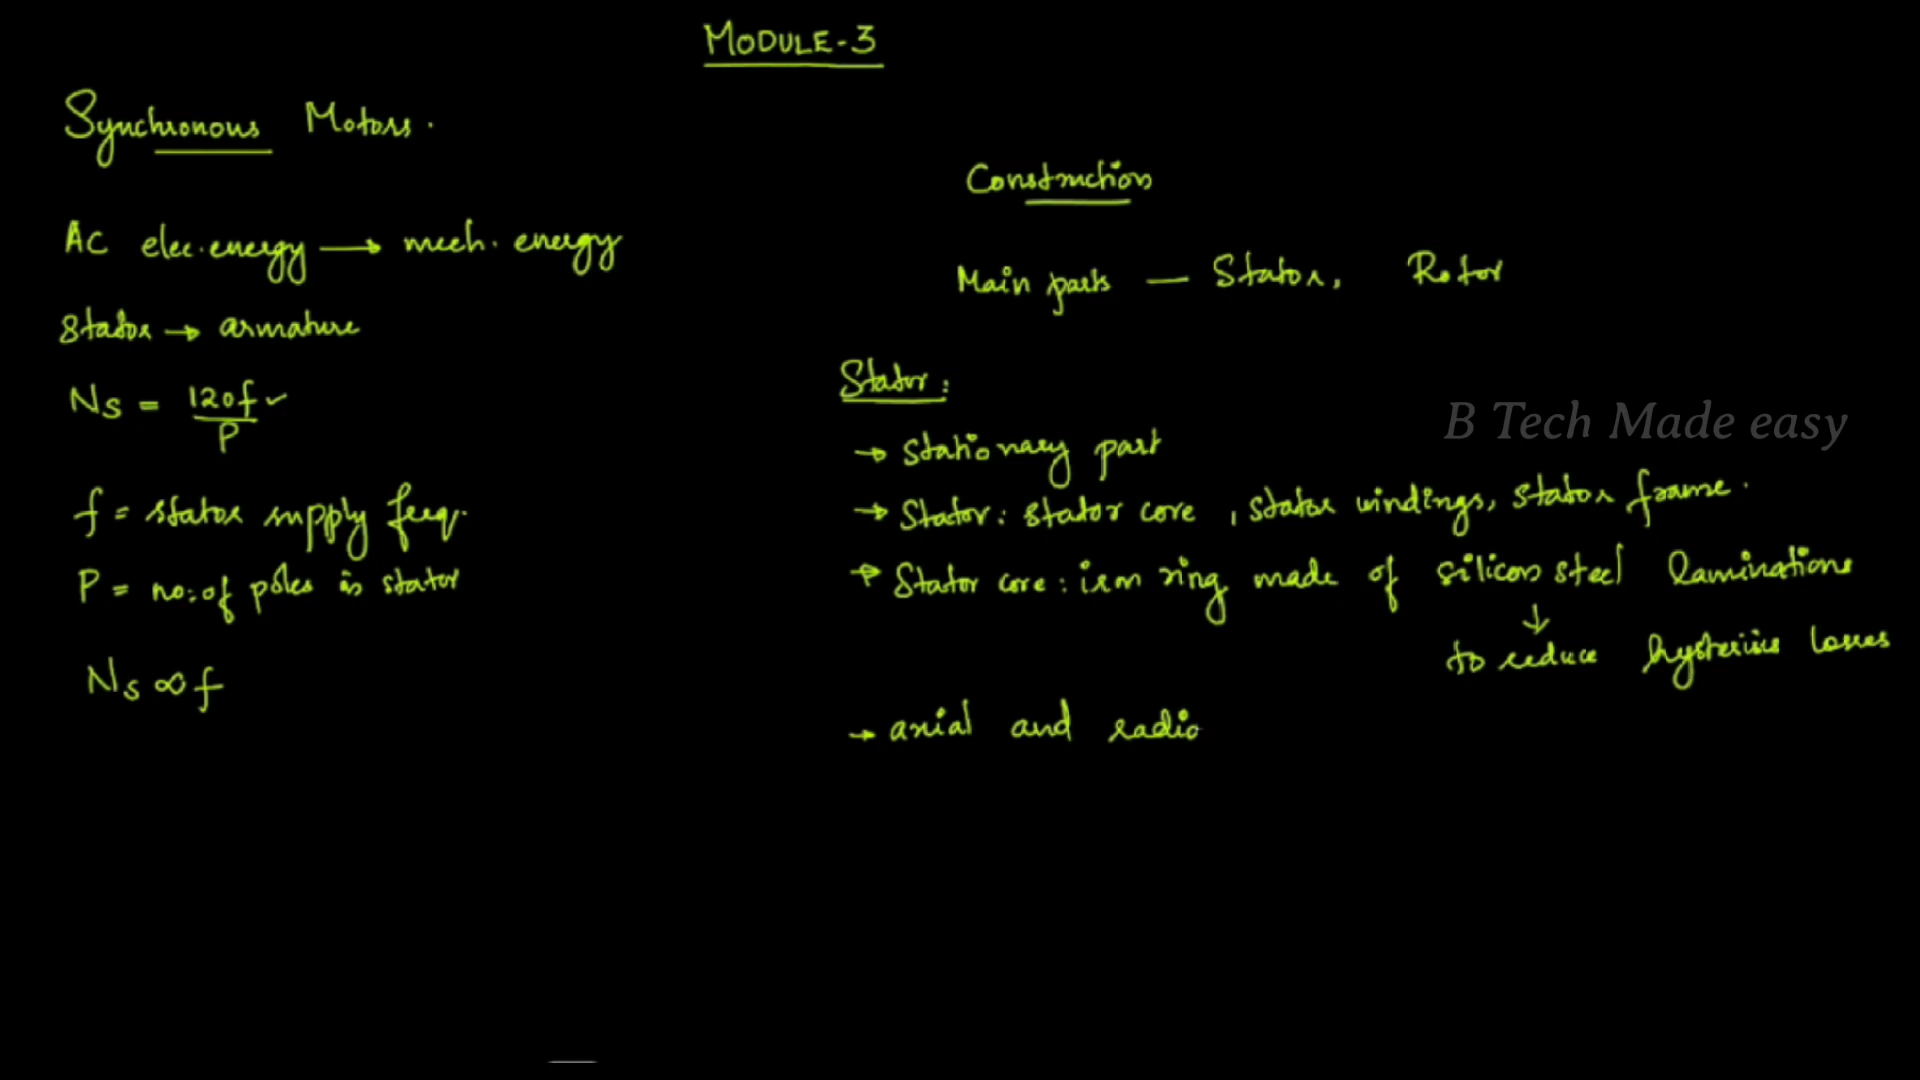 MODULE-3
Synchronous Motors.
AC elec. energy → mech. energy
Stator → armature
Ns = 120f / P
f = stator supply freq.
P = no: of poles in stator
Ns ∝ f
Construction
Main parts — Stator, Rotor
Stator:
→ Stationary part
→ Stator: stator core, stator windings, stator frame.
→ Stator core: iron ring made of silicon steel laminations
↓
to reduce hysterisis losses
→ axial and radia
B Tech Made easy